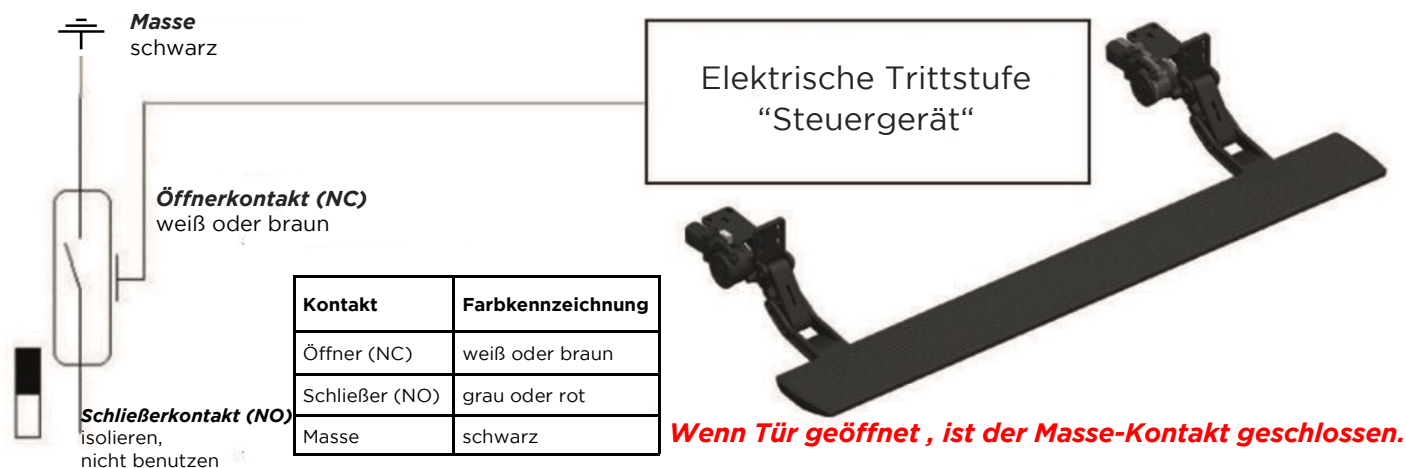 Masse
schwarz
Elektrische Trittstufe
“Steuergerät“
Öffnerkontakt (NC)
weiß oder braun
Kontakt Farbkennzeichnung
Öffner (NC) weiß oder braun
Schließer (NO) grau oder rot
Masse schwarz
Schließerkontakt (NO)
isolieren,
nicht benutzen
Wenn Tür geöffnet , ist der Masse-Kontakt geschlossen.